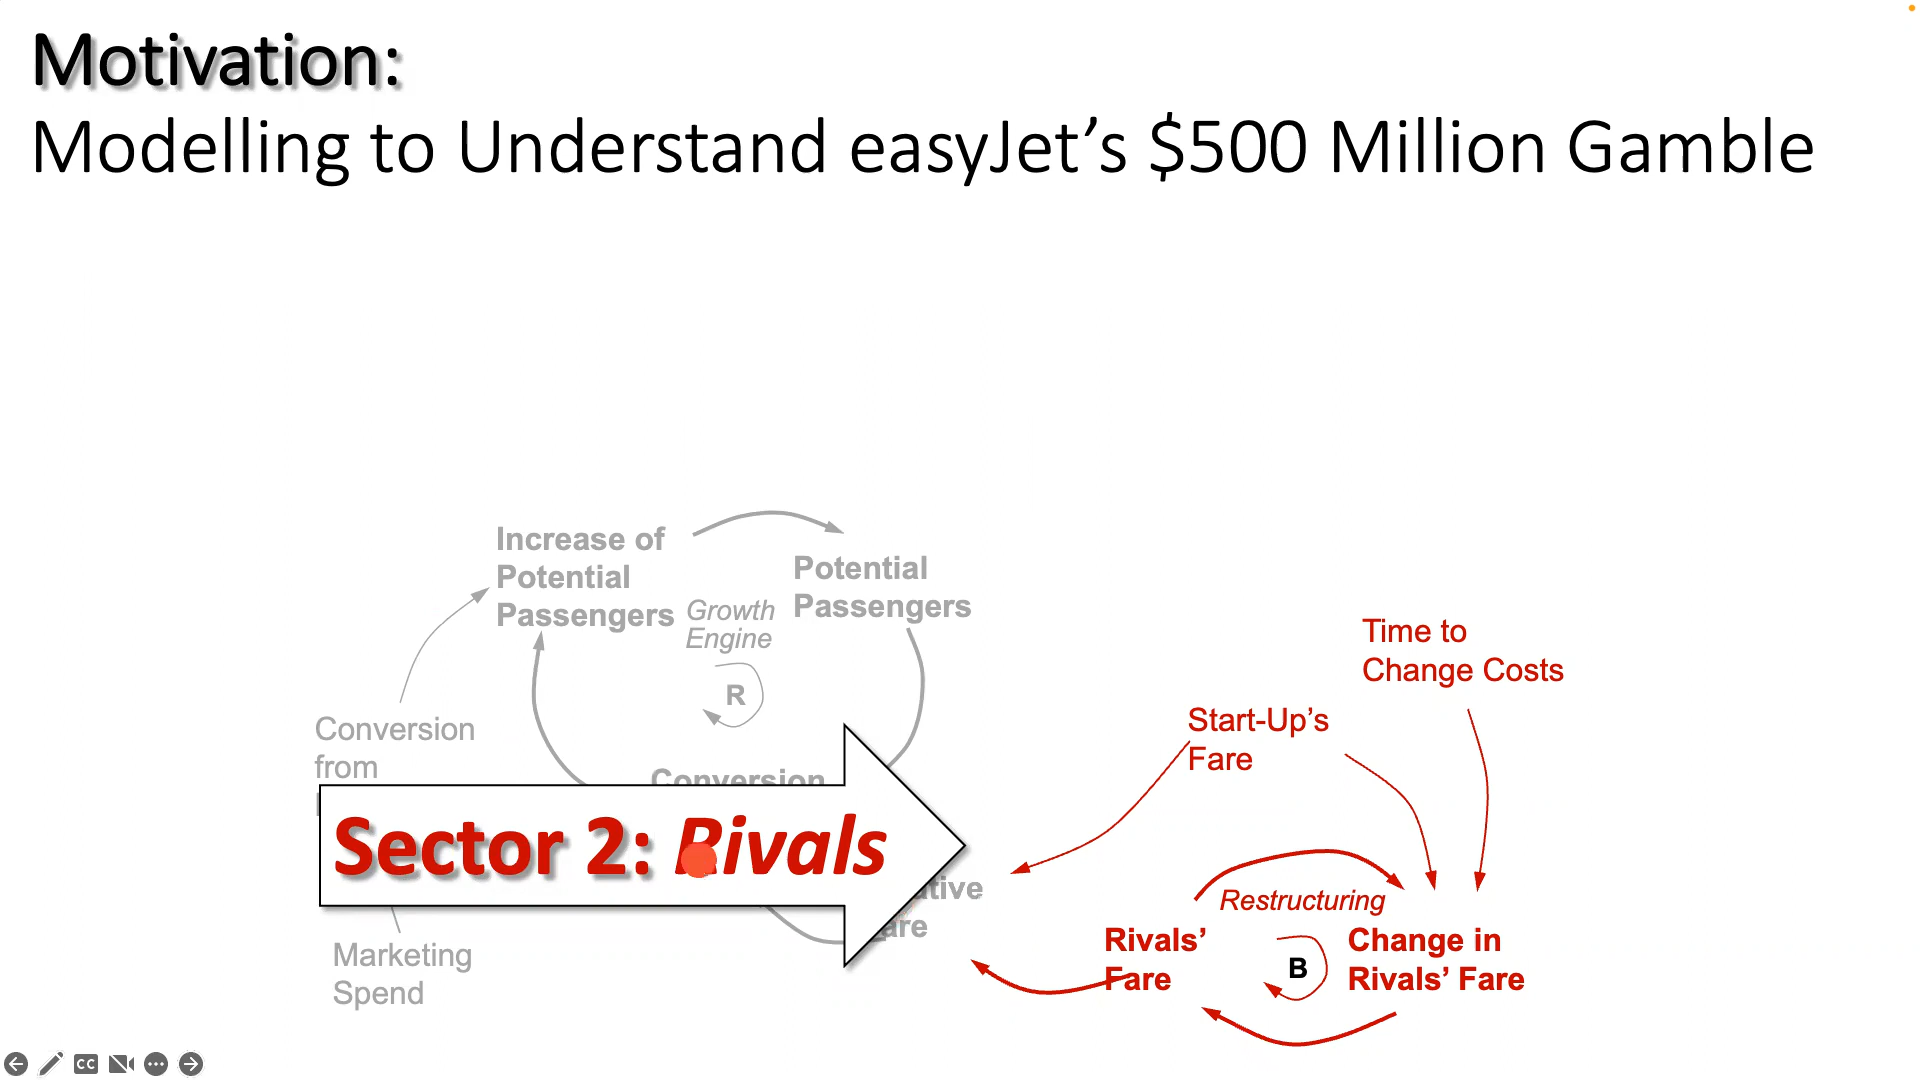 Motivation:
Modelling to Understand easyJet’s $500 Million Gamble
Increase of
Potential
Passengers
Growth
Engine
R
Potential
Passengers
Conversion
from
Conversion
Sector 2: Rivals
Marketing
Spend
Time to
Change Costs
Start-Up’s
Fare
Restructuring
Rivals’
Fare
B
Change in
Rivals’ Fare
CC